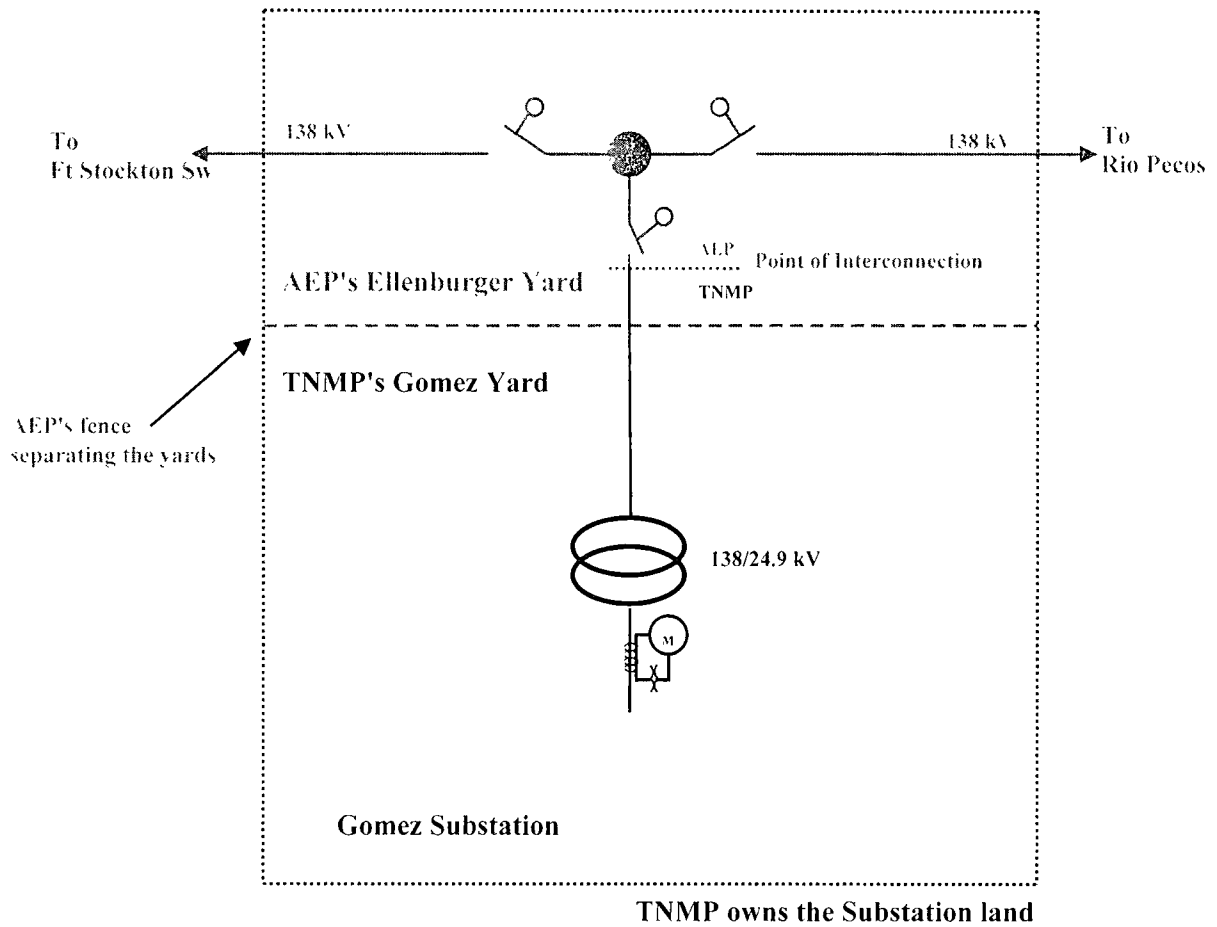 To
Ft Stockton Sw
138 kV
138 kV
To
Rio Pecos
AEP
Point of Interconnection
AEP's Ellenburger Yard
TNMP
TNMP's Gomez Yard
AEP's fence
separating the yards
138/24.9 kV
M
Gomez Substation
TNMP owns the Substation land